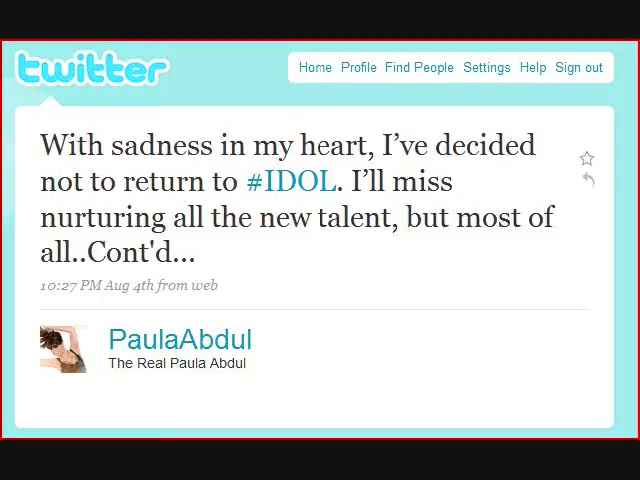 twitter
Home Profile Find People Settings Help Sign out
With sadness in my heart, I’ve decided
not to return to #IDOL. I’ll miss
nurturing all the new talent, but most of
all..Cont'd...
10:27 PM Aug 4th from web
PaulaAbdul
The Real Paula Abdul